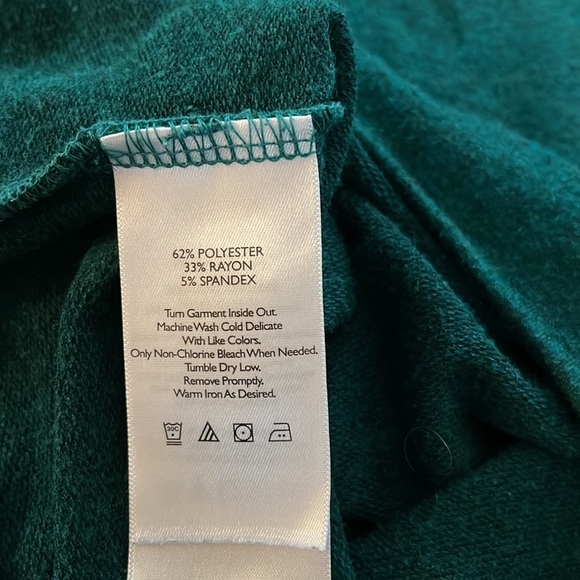 62% POLYESTER
33% RAYON
5% SPANDEX
Turn Garment Inside Out.
Machine Wash Cold Delicate
With Like Colors.
Only Non-Chlorine Bleach When Needed.
Tumble Dry Low.
Remove Promptly.
Warm Iron As Desired.
30C